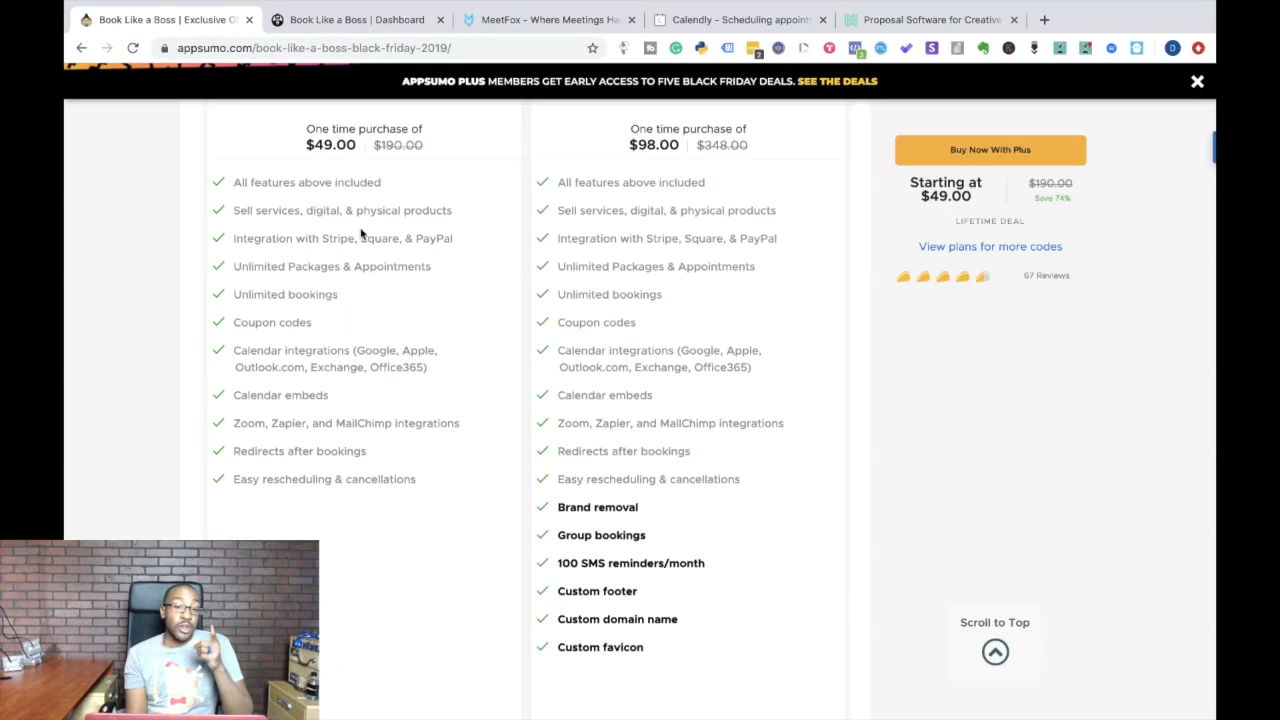 Book Like a Boss | Exclusive O
Book Like a Boss | Dashboard
MeetFox - Where Meetings Ha
Calendly - Scheduling appoint
Proposal Software for Creative
appsumo.com/book-like-a-boss-black-friday-2019/
APPSUMO PLUS MEMBERS GET EARLY ACCESS TO FIVE BLACK FRIDAY DEALS. SEE THE DEALS
One time purchase of
$49.00 | $190.00
All features above included
Sell services, digital, & physical products
Integration with Stripe, Square, & PayPal
Unlimited Packages & Appointments
Unlimited bookings
Coupon codes
Calendar integrations (Google, Apple,
Outlook.com, Exchange, Office365)
Calendar embeds
Zoom, Zapier, and MailChimp integrations
Redirects after bookings
Easy rescheduling & cancellations
One time purchase of
$98.00 | $348.00
All features above included
Sell services, digital, & physical products
Integration with Stripe, Square, & PayPal
Unlimited Packages & Appointments
Unlimited bookings
Coupon codes
Calendar integrations (Google, Apple,
Outlook.com, Exchange, Office365)
Calendar embeds
Zoom, Zapier, and MailChimp integrations
Redirects after bookings
Easy rescheduling & cancellations
Brand removal
Group bookings
100 SMS reminders/month
Custom footer
Custom domain name
Custom favicon
Buy Now With Plus
Starting at
$49.00
$190.00
Save 74%
LIFETIME DEAL
View plans for more codes
67 Reviews
Scroll to Top